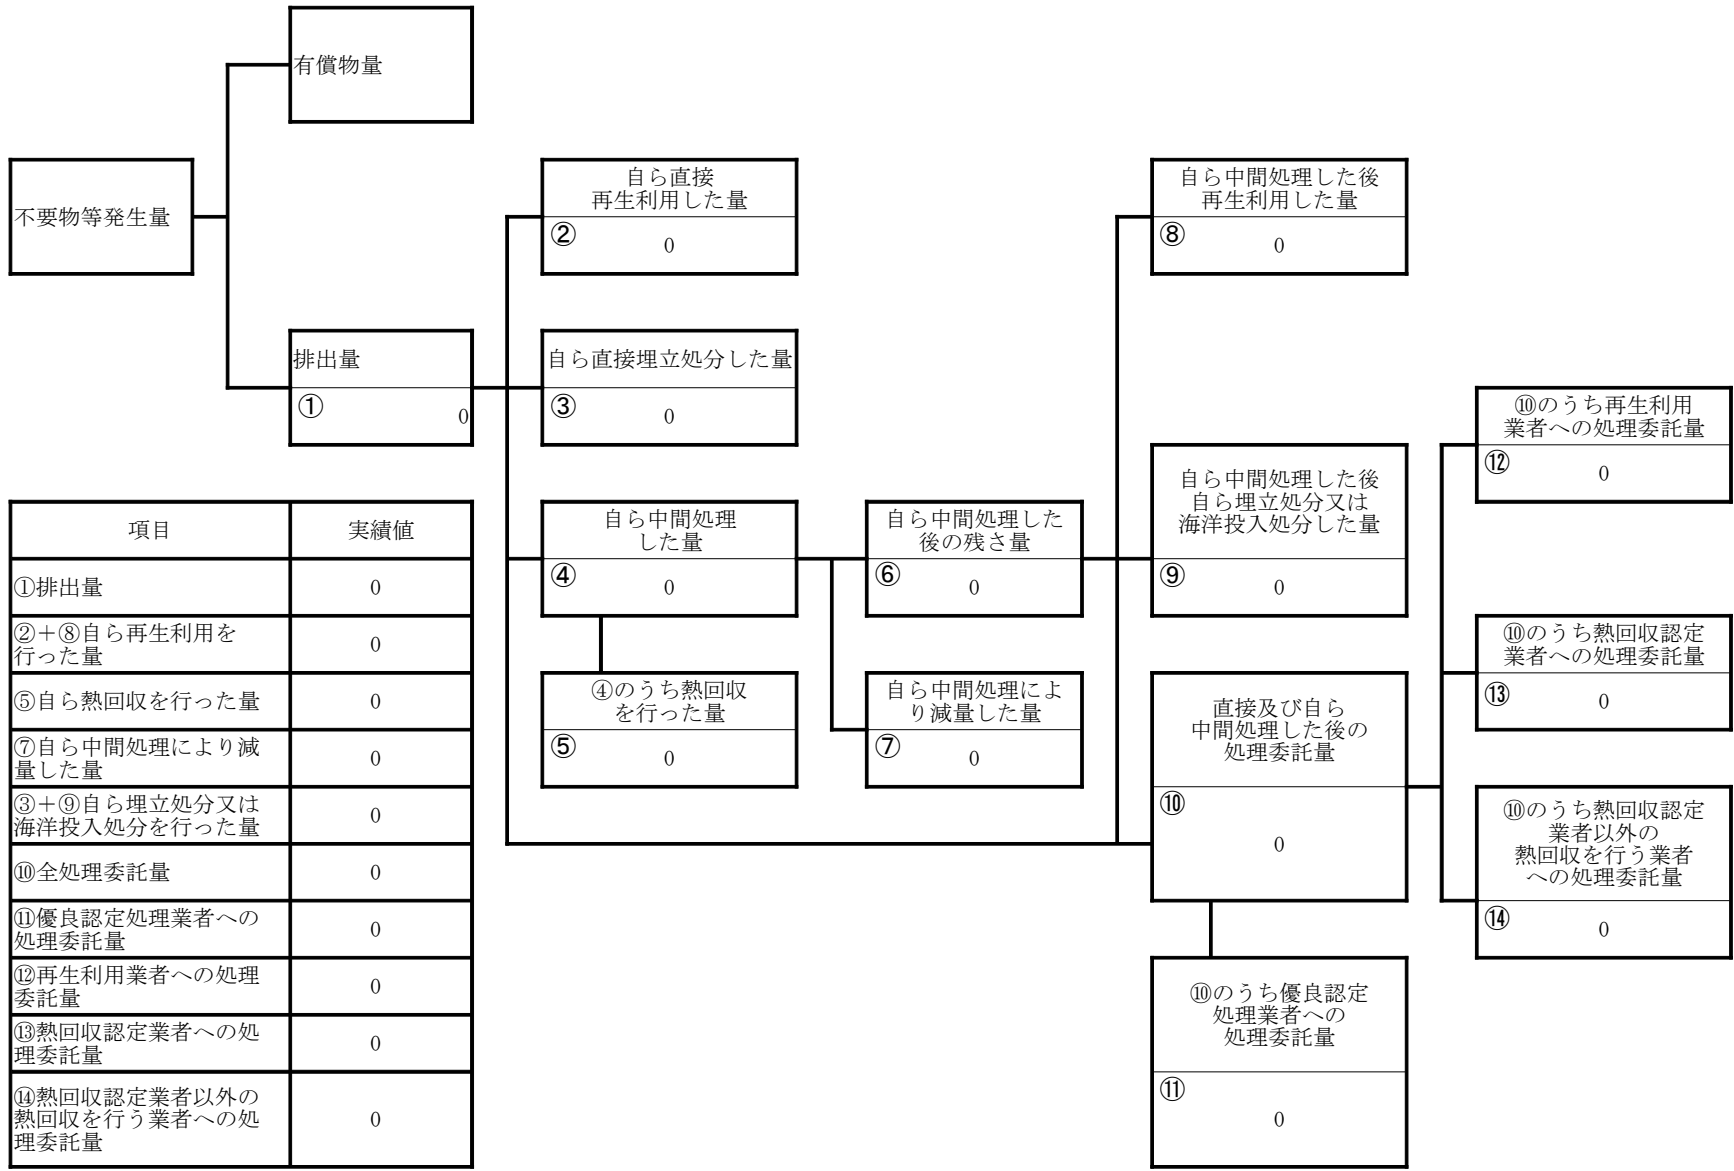 有償物量
不要物等発生量
自ら直接
再生利用した量
②
0
自ら中間処理した後
再生利用した量
⑧
0
排出量
①
0
自ら直接埋立処分した量
③
0
⑩のうち再生利用
業者への処理委託量
⑫
0
自ら中間処理した後
自ら埋立処分又は
海洋投入処分した量
⑨
0
自ら中間処理
した量
④
0
自ら中間処理した
後の残さ量
⑥
0
⑩のうち熱回収認定
業者への処理委託量
⑬
0
④のうち熱回収
を行った量
⑤
0
自ら中間処理によ
り減量した量
⑦
0
直接及び自ら
中間処理した後の
処理委託量
⑩
0
⑩のうち熱回収認定
業者以外の
熱回収を行う業者
への処理委託量
⑭
0
⑩のうち優良認定
処理業者への
処理委託量
⑪
0
項目 実績値
①排出量 0
②＋⑧自ら再生利用を
行った量 0
⑤自ら熱回収を行った量 0
⑦自ら中間処理により減
量した量 0
③＋⑨自ら埋立処分又は
海洋投入処分を行った量 0
⑩全処理委託量 0
⑪優良認定処理業者への
処理委託量 0
⑫再生利用業者への処理
委託量 0
⑬熱回収認定業者への処
理委託量 0
⑭熱回収認定業者以外の
熱回収を行う業者への処
理委託量 0